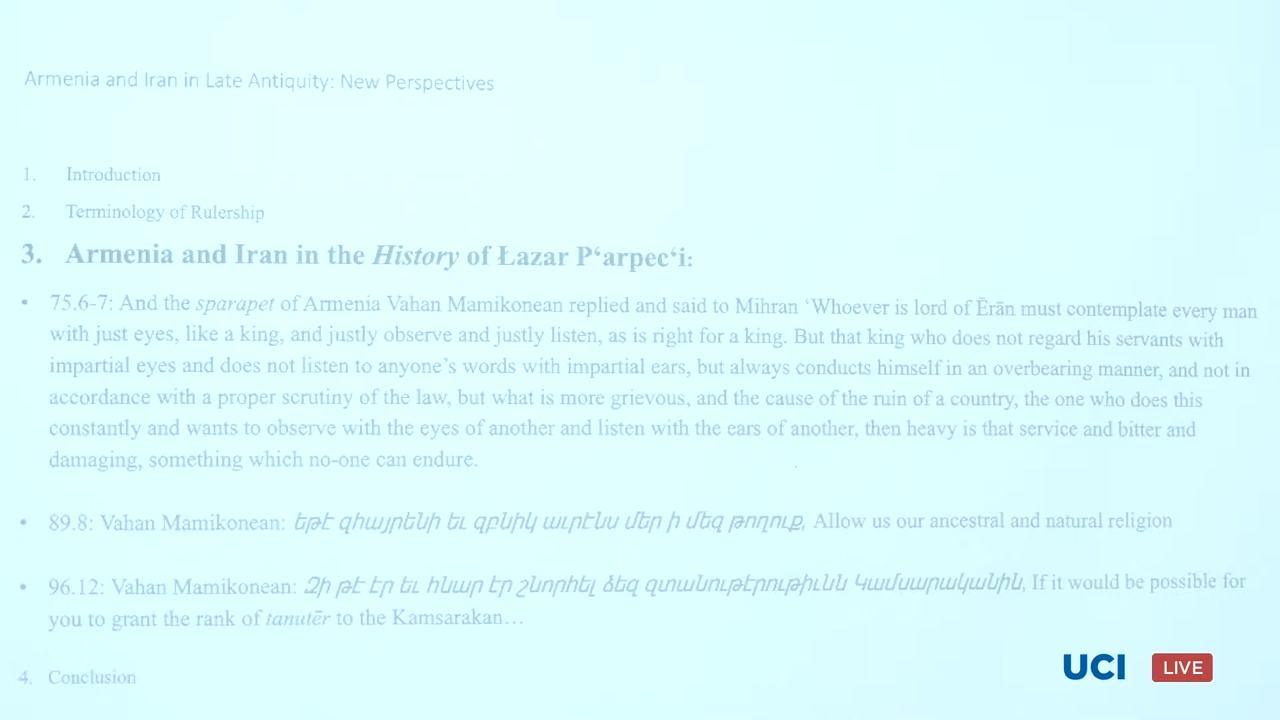 Armenia and Iran in Late Antiquity: New Perspectives
1. Introduction
2. Terminology of Rulership
3. Armenia and Iran in the History of Łazar P‘arpec‘i:
• 75.6-7: And the sparapet of Armenia Vahan Mamikonean replied and said to Mihran ‘Whoever is lord of Ērān must contemplate every man
with just eyes, like a king, and justly observe and justly listen, as is right for a king. But that king who does not regard his servants with
impartial eyes and does not listen to anyone’s words with impartial ears, but always conducts himself in an overbearing manner, and not in
accordance with a proper scrutiny of the law, but what is more grievous, and the cause of the ruin of a country, the one who does this
constantly and wants to observe with the eyes of another and listen with the ears of another, then heavy is that service and bitter and
damaging, something which no-one can endure.
• 89.8: Vahan Mamikonean: եթէ զհայրենի եւ զբնիկ աւրէնս մեր ի մեզ թողուք, Allow us our ancestral and natural religion
• 96.12: Vahan Mamikonean: Զի թէ էր եւ հնար էր շնորհել ձեզ զտանուտէրութիւնն Կամսարականին, If it would be possible for
you to grant the rank of tanutēr to the Kamsarakan…
4. Conclusion
UCI LIVE